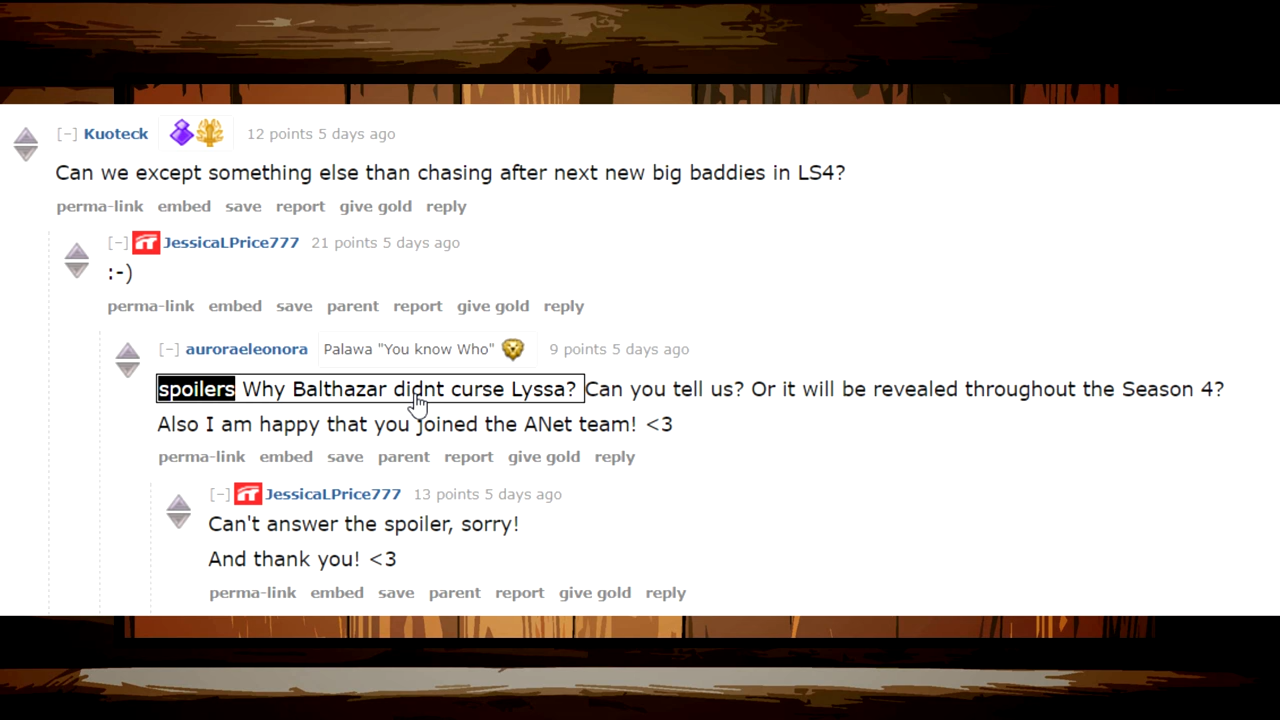 [-] Kuoteck 12 points 5 days ago
Can we except something else than chasing after next new big baddies in LS4?
perma-link embed save report give gold reply
[-] JessicaLPrice777 21 points 5 days ago
:-)
perma-link embed save parent report give gold reply
[-] auroraeleonora Palawa "You know Who" 9 points 5 days ago
spoilers Why Balthazar didnt curse Lyssa? Can you tell us? Or it will be revealed throughout the Season 4?
Also I am happy that you joined the ANet team! <3
perma-link embed save parent report give gold reply
[-] JessicaLPrice777 13 points 5 days ago
Can't answer the spoiler, sorry!
And thank you! <3
perma-link embed save parent report give gold reply